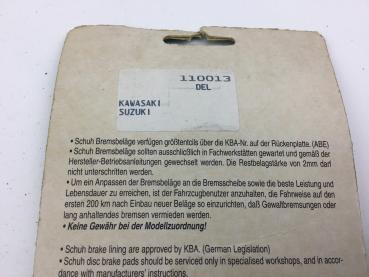 110013
DEL
KAWASAKI
SUZUKI
• Schuh Bremsbeläge verfügen größtentoils über die KBA-Nr. auf der Rückenplatte. (ABE)
• Schuh Bremsbeläge sollten ausschließlich in Fachwerkstätten gewartet und gemäß der
Hersteller-Betriebsanleitungen gewechselt werden. Die Restbelagstärke von 2mm darf
nicht unterschritten werden.
• Um ein Anpassen der Bremsbeläge an die Bremsscheibe sowie die beste Leistung und
Lebensdauer zu erreichen, ist der Fahrzeugbenutzer anzuhalten, die Fahrweise auf den
ersten 200 km nach Einbau neuer Beläge so einzurichten, daß Gewaltbremsungen oder
lang anhaltendes bremsen vermieden werden.
• Keine Gewähr bei der Modellzuordnung!
• Schuh brake lining are approved by KBA. (German Legislation)
• Schuh disc brake pads should be serviced only in specialised workshops, and in accor-
dance with manufacturers' instructions.